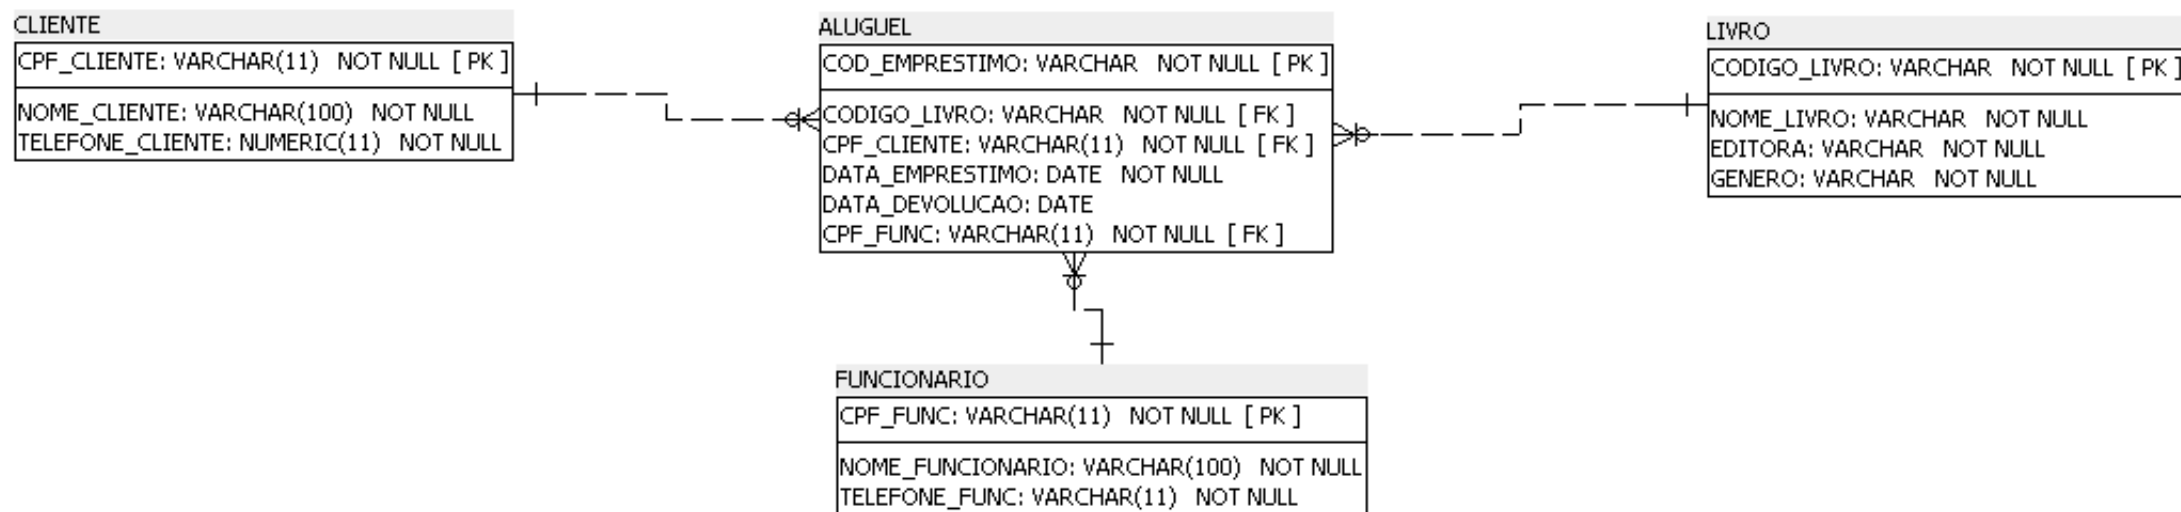 CLIENTE
CPF_CLIENTE: VARCHAR(11) NOT NULL [ PK ]
NOME_CLIENTE: VARCHAR(100) NOT NULL
TELEFONE_CLIENTE: NUMERIC(11) NOT NULL
ALUGUEL
COD_EMPRESTIMO: VARCHAR NOT NULL [ PK ]
CODIGO_LIVRO: VARCHAR NOT NULL [ FK ]
CPF_CLIENTE: VARCHAR(11) NOT NULL [ FK ]
DATA_EMPRESTIMO: DATE NOT NULL
DATA_DEVOLUCAO: DATE
CPF_FUNC: VARCHAR(11) NOT NULL [ FK ]
LIVRO
CODIGO_LIVRO: VARCHAR NOT NULL [ PK ]
NOME_LIVRO: VARCHAR NOT NULL
EDITORA: VARCHAR NOT NULL
GENERO: VARCHAR NOT NULL
FUNCIONARIO
CPF_FUNC: VARCHAR(11) NOT NULL [ PK ]
NOME_FUNCIONARIO: VARCHAR(100) NOT NULL
TELEFONE_FUNC: VARCHAR(11) NOT NULL